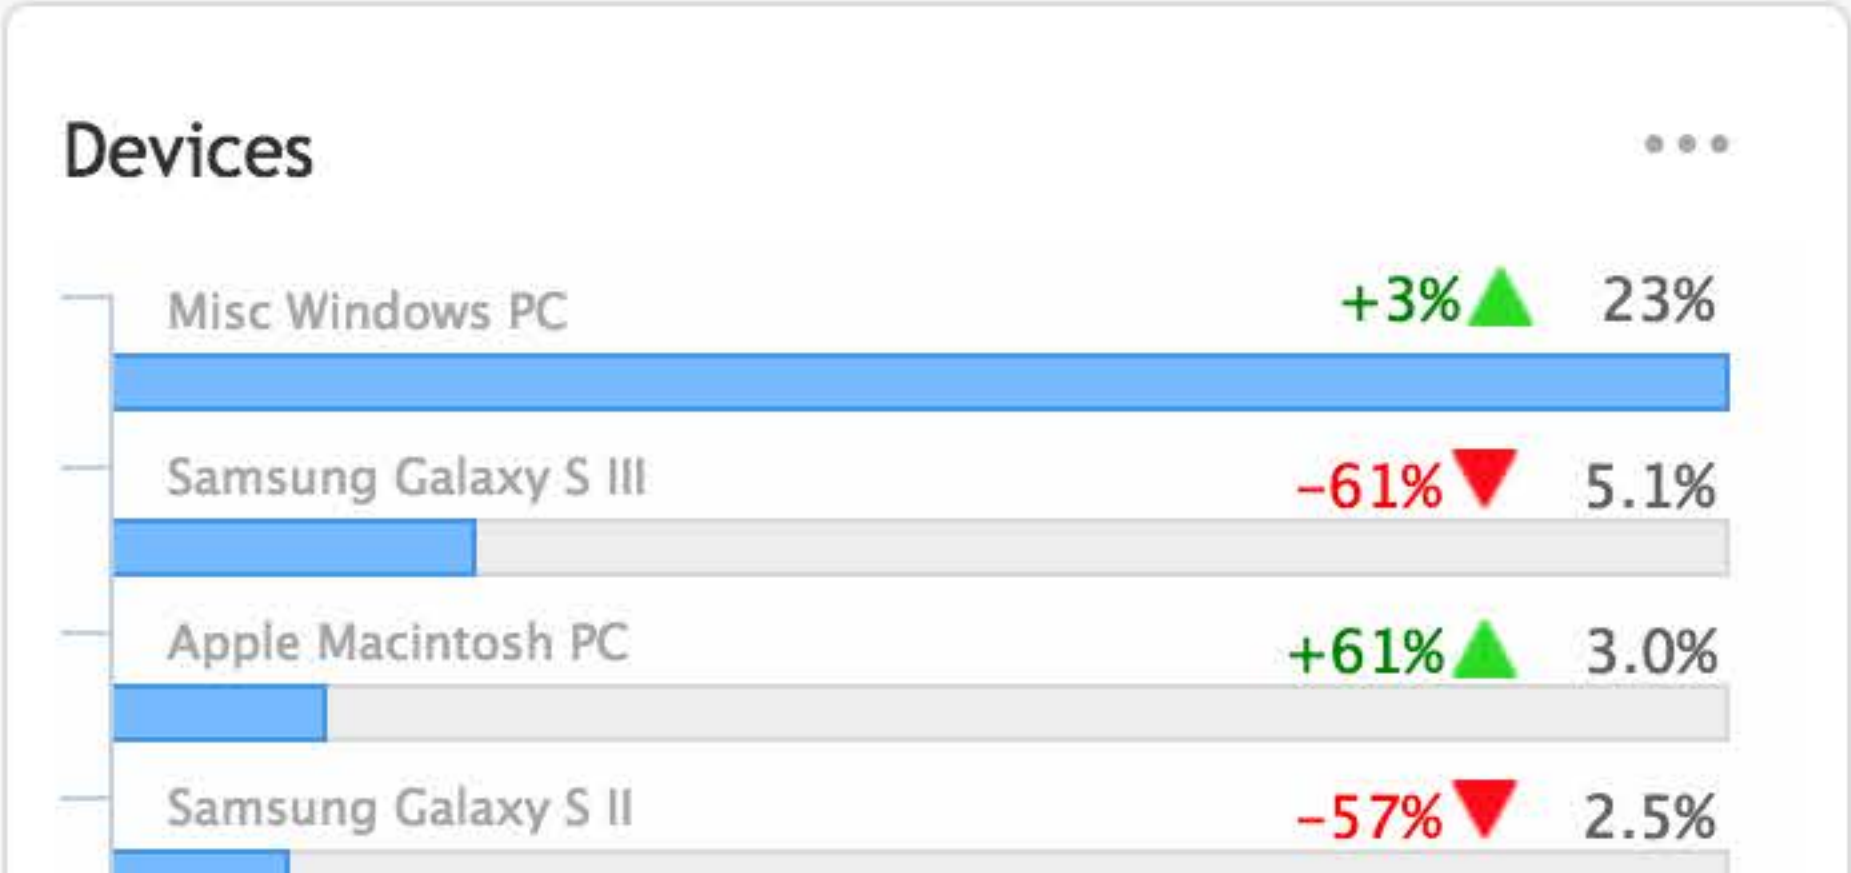 Devices
Misc Windows PC +3% 23%
Samsung Galaxy S III -61% 5.1%
Apple Macintosh PC +61% 3.0%
Samsung Galaxy S II -57% 2.5%